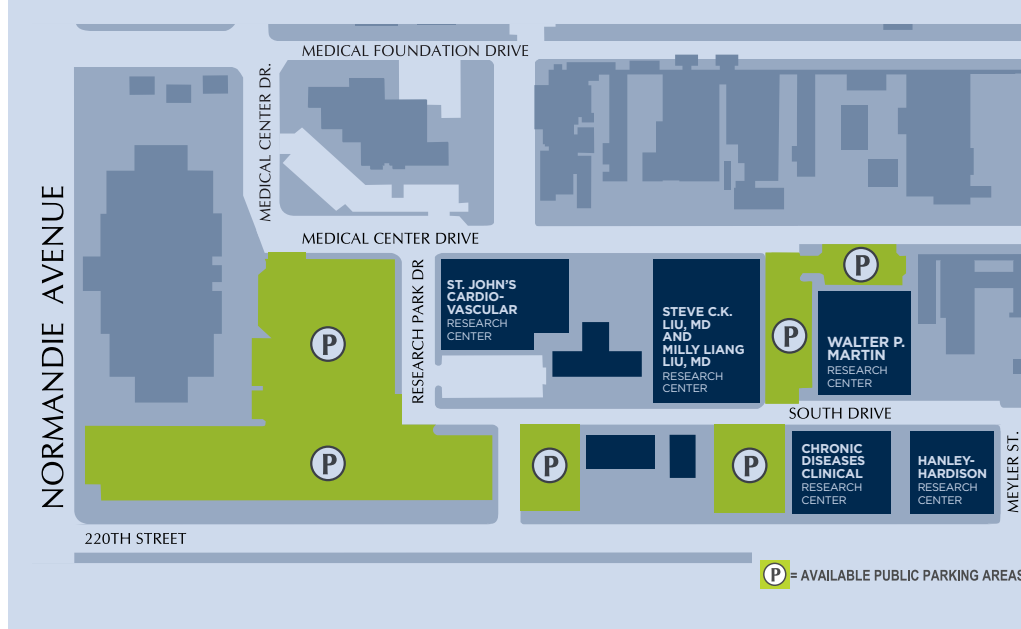 MEDICAL FOUNDATION DRIVE
MEDICAL CENTER DR.
NORMANDIE AVENUE
MEDICAL CENTER DRIVE
RESEARCH PARK DR
ST. JOHN'S
CARDIO-
VASCULAR
RESEARCH
CENTER
STEVE C.K.
LIU, MD
AND
MILLY LIANG
LIU, MD
RESEARCH
CENTER
P
P
P
WALTER P.
MARTIN
RESEARCH
CENTER
SOUTH DRIVE
P
P
P
CHRONIC
DISEASES
CLINICAL
RESEARCH
CENTER
HANLEY-
HARDISON
RESEARCH
CENTER
MEYLER ST.
220TH STREET
P = AVAILABLE PUBLIC PARKING AREAS